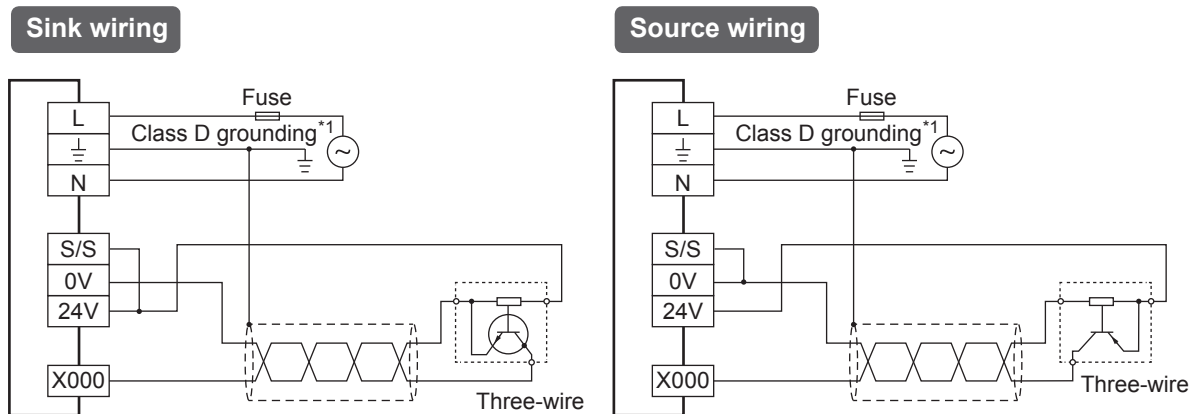 Sink wiring
L
Fuse
Class D grounding*1
N
S/S
0V
24V
X000
Three-wire
Source wiring
L
Fuse
Class D grounding*1
N
S/S
0V
24V
X000
Three-wire